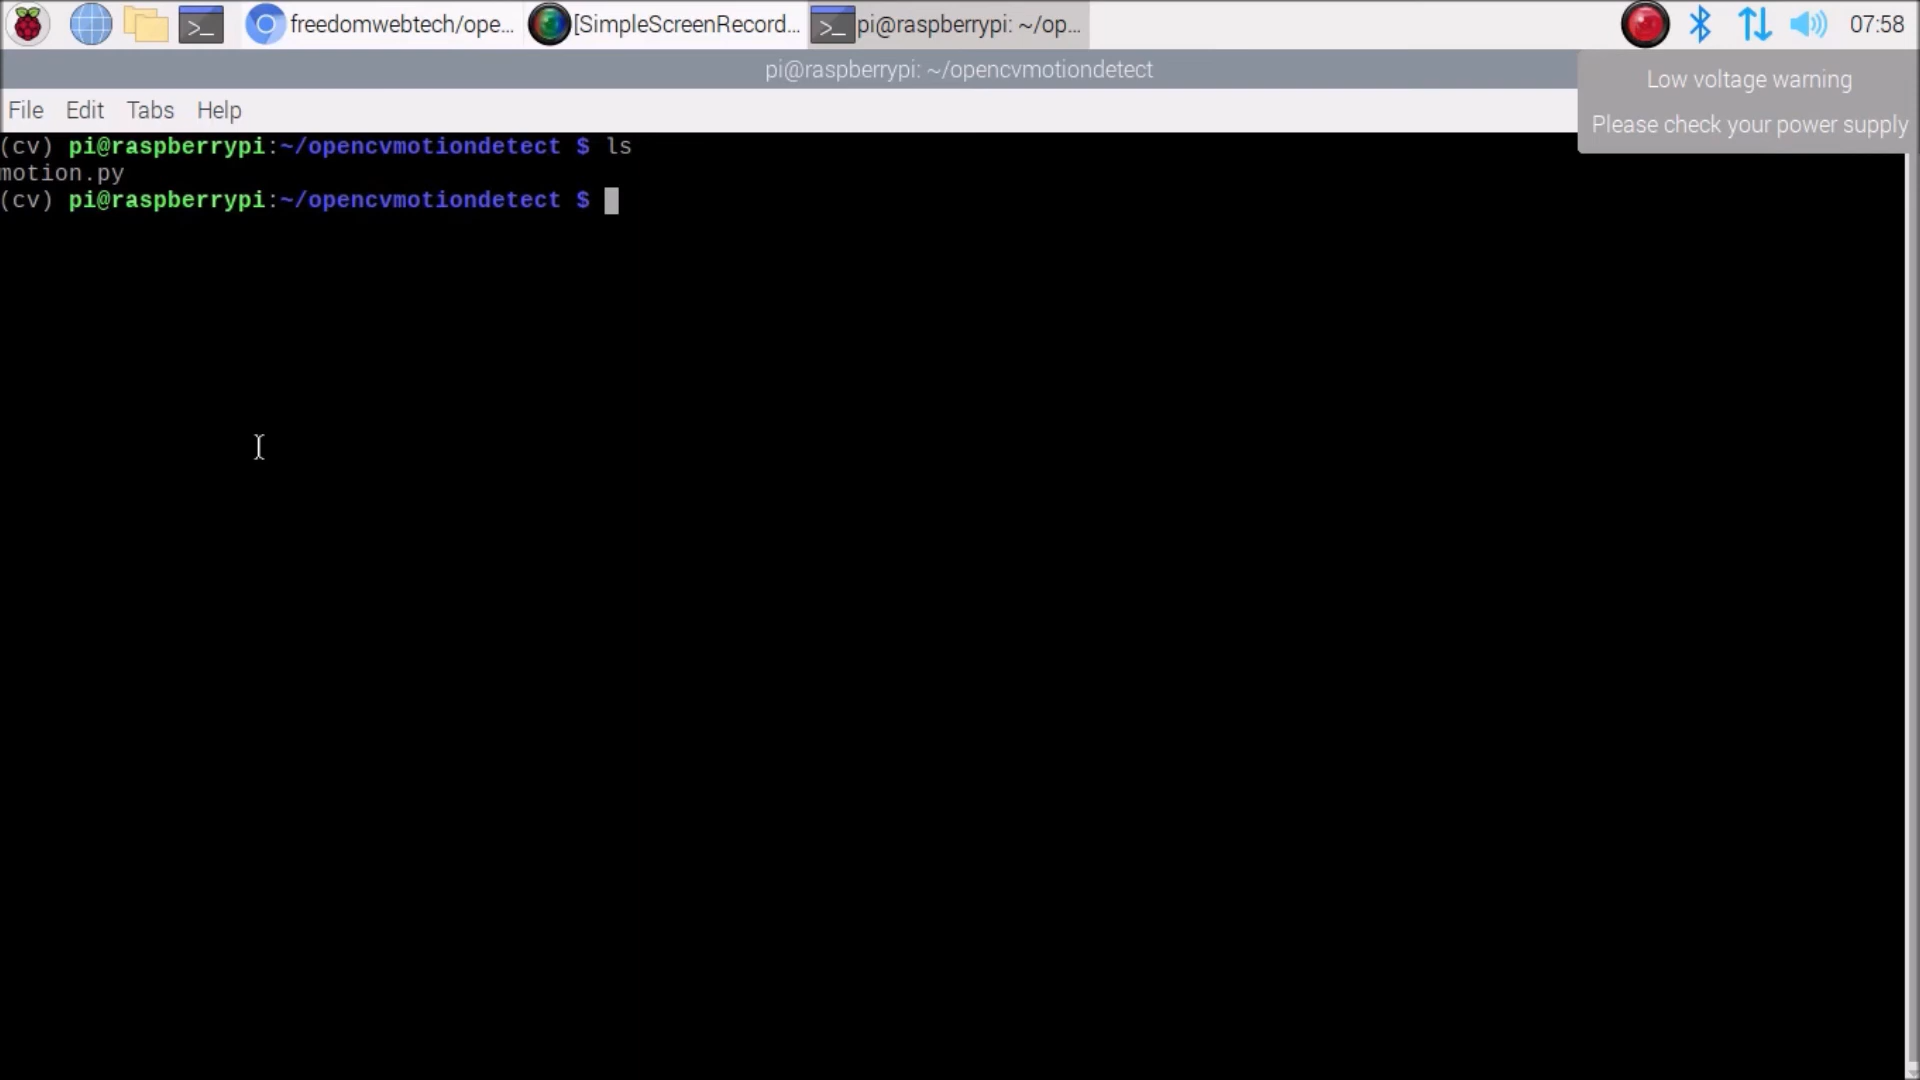 freedomwebtech/ope...
[SimpleScreenRecord...
pi@raspberrypi: ~/op...
07:58
pi@raspberrypi: ~/opencvmotiondetect
Low voltage warning
Please check your power supply
File Edit Tabs Help
(cv) pi@raspberrypi:~/opencvmotiondetect $ ls
motion.py
(cv) pi@raspberrypi:~/opencvmotiondetect $